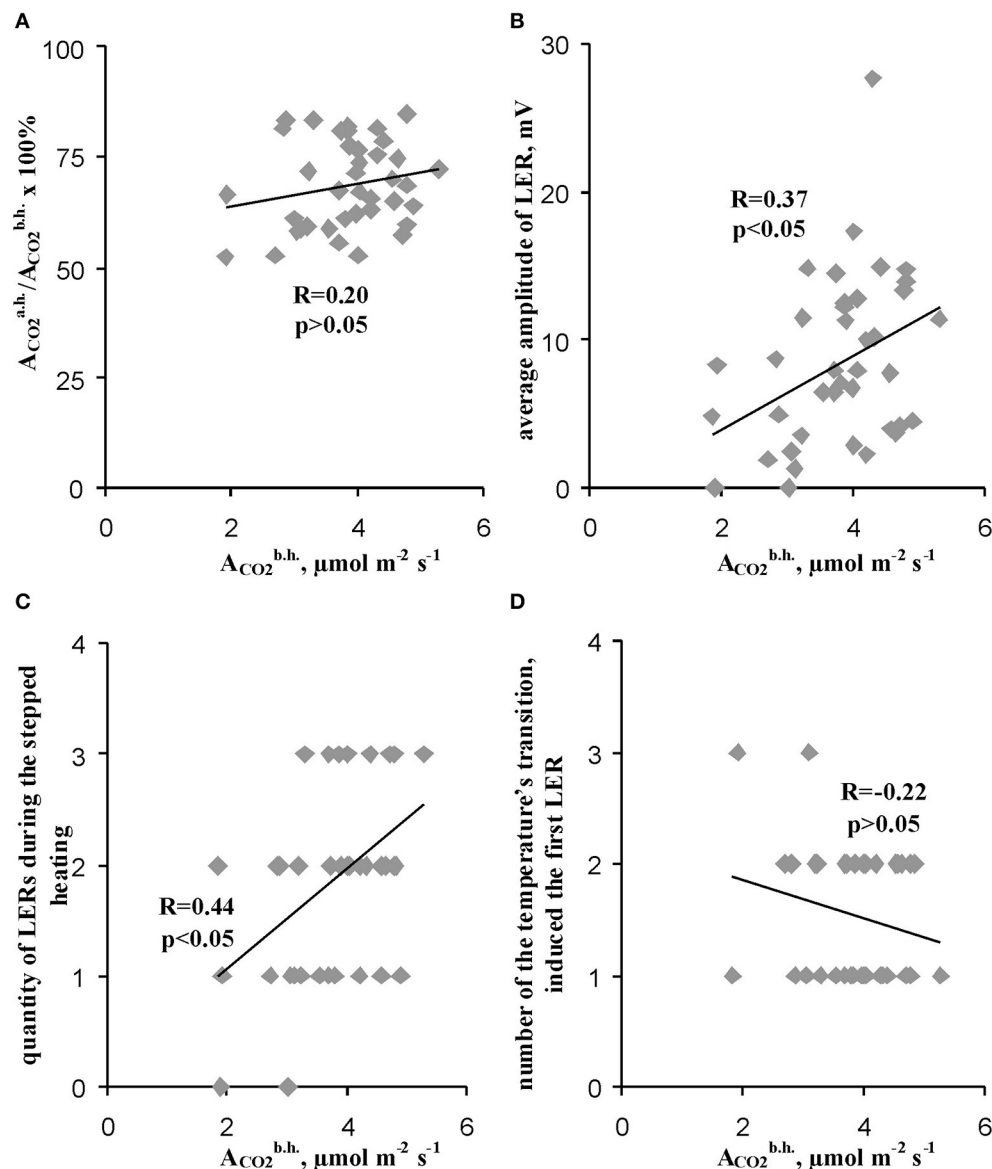 A
100
75
50
25
0
0
2
4
6
A_CO2^a.h./A_CO2^b.h. x 100%
R=0.20
p>0.05
A_CO2^b.h., µmol m^-2 s^-1
B
30
20
10
0
0
2
4
6
average amplitude of LER, mV
R=0.37
p<0.05
A_CO2^b.h., µmol m^-2 s^-1
C
4
3
2
1
0
0
2
4
6
quantity of LERs during the stepped
heating
R=0.44
p<0.05
A_CO2^b.h., µmol m^-2 s^-1
D
4
3
2
1
0
0
2
4
6
number of the temperature's transition,
induced the first LER
R=-0.22
p>0.05
A_CO2^b.h., µmol m^-2 s^-1